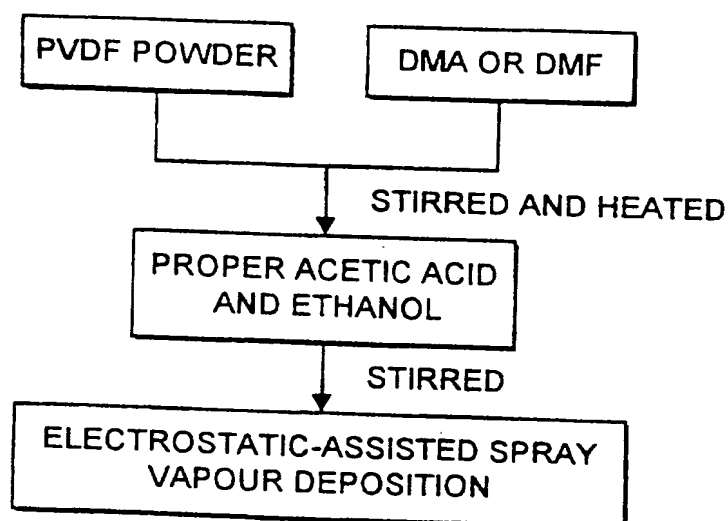 PVDF POWDER
DMA OR DMF
STIRRED AND HEATED
PROPER ACETIC ACID
AND ETHANOL
STIRRED
ELECTROSTATIC-ASSISTED SPRAY
VAPOUR DEPOSITION